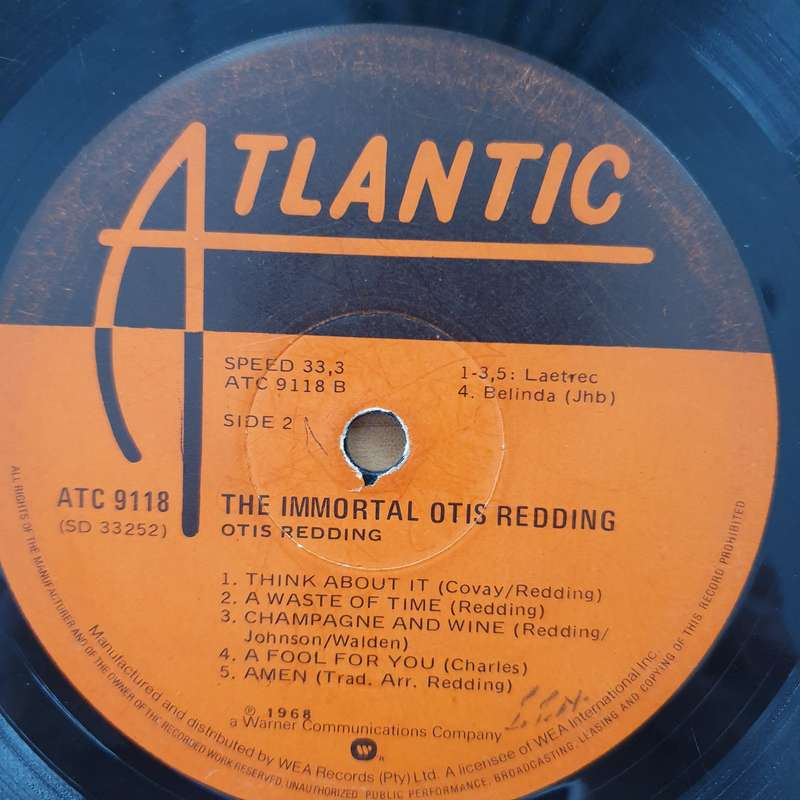 ATLANTIC
SPEED 33,3
ATC 9118 B
1-3,5: Laetrec
4. Belinda (Jhb)
SIDE 2
ATC 9118
(SD 33252)
THE IMMORTAL OTIS REDDING
OTIS REDDING
1. THINK ABOUT IT (Covay/Redding)
2. A WASTE OF TIME (Redding)
3. CHAMPAGNE AND WINE (Redding/
Johnson/Walden)
4. A FOOL FOR YOU (Charles)
5. AMEN (Trad. Arr. Redding)
℗ 1968
a Warner Communications Company
Manufactured and distributed by WEA Records (Pty) Ltd. A licensee of WEA International Inc.
ALL RIGHTS OF THE MANUFACTURER AND OF THE OWNER OF THE RECORDED WORK RESERVED. UNAUTHORIZED PUBLIC PERFORMANCE, BROADCASTING, LEASING AND COPYING OF THIS RECORD PROHIBITED